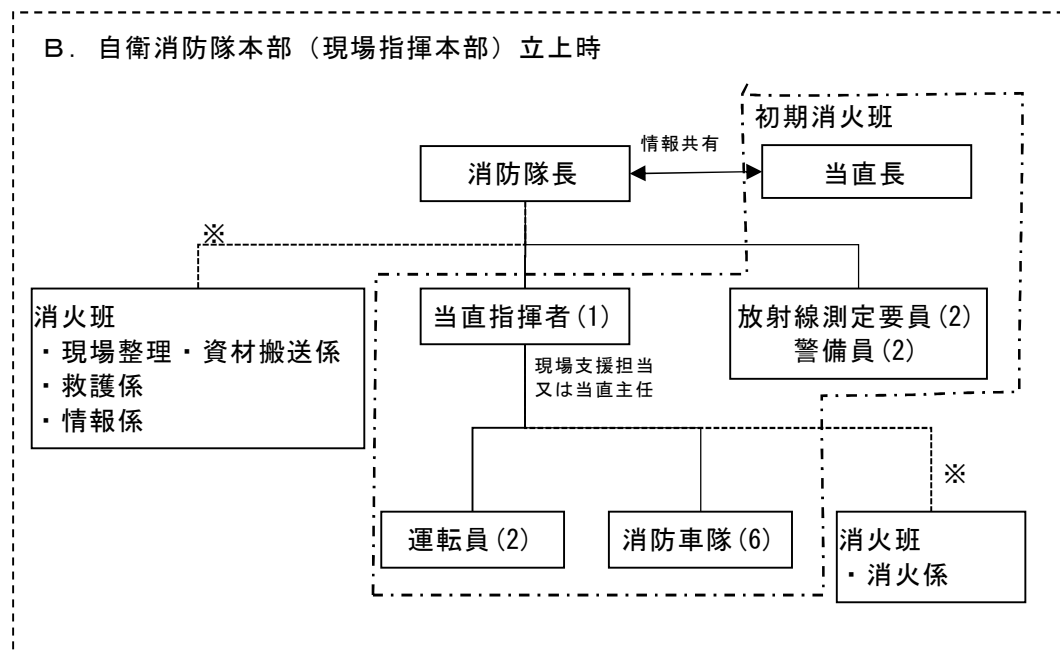 B. 自衛消防隊本部（現場指揮本部）立上時
初期消火班
情報共有
消防隊長
当直長
※
消火班
・現場整理・資材搬送係
・救護係
・情報係
当直指揮者(1)
放射線測定要員(2)
警備員(2)
現場支援担当
又は当直主任
※
運転員(2)
消防車隊(6)
消火班
・消火係